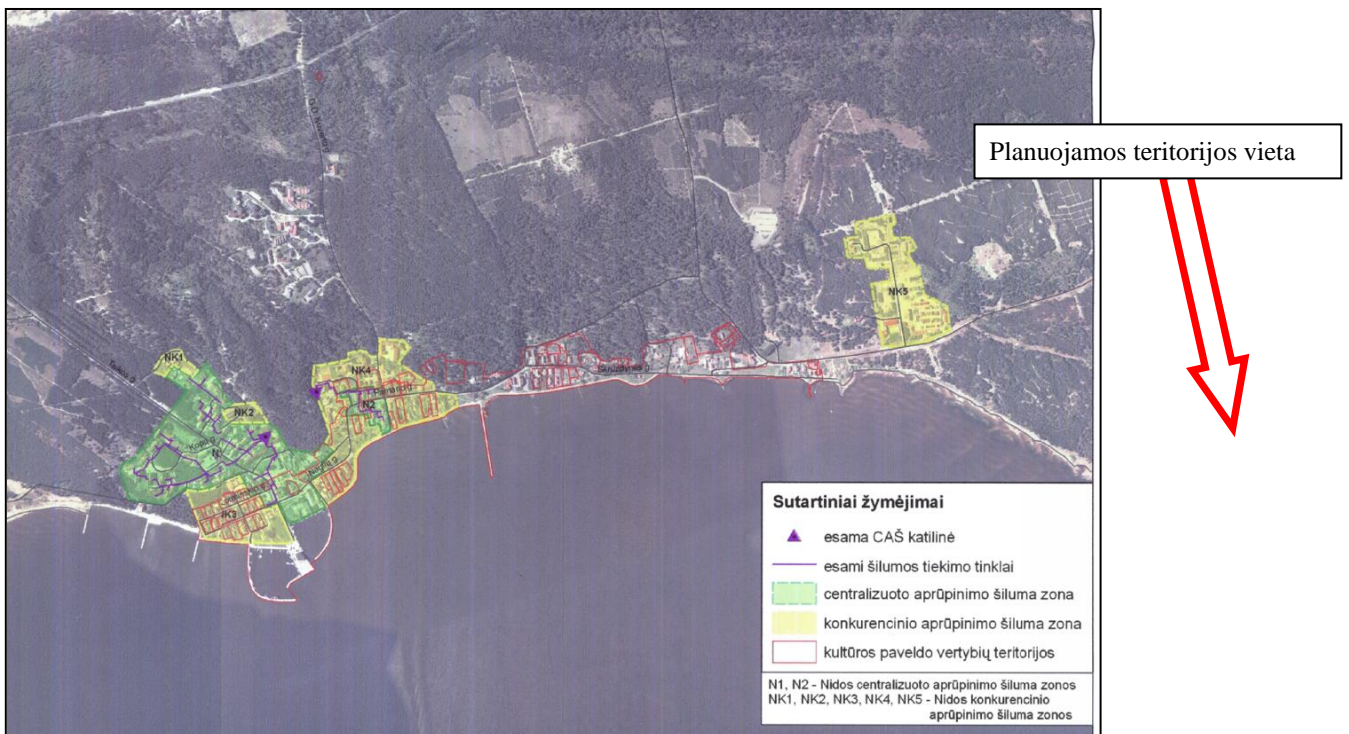 Planuojamos teritorijos vieta
NK5
NK1
NK4
Pamario g.
N2
NK2
Kopų g.
Sutartiniai žymėjimai
esama CAŠ katilinė
esami šilumos tiekimo tinklai
centralizuoto aprūpinimo šiluma zona
konkurencinio aprūpinimo šiluma zona
kultūros paveldo vertybių teritorijos
N1, N2 - Nidos centralizuoto aprūpinimo šiluma zonos
NK1, NK2, NK3, NK4, NK5 - Nidos konkurencinio
aprūpinimo šiluma zonos